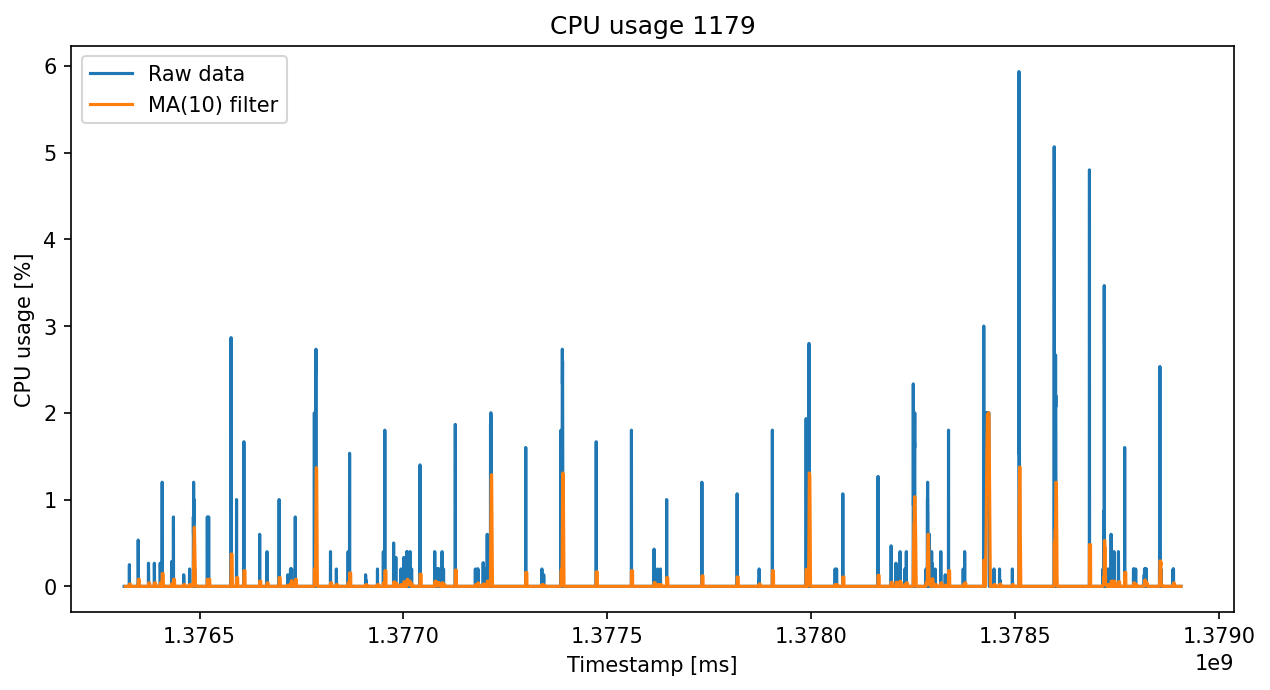 CPU usage 1179
Raw data
MA(10) filter
CPU usage [%]
6
5
4
3
2
1
0
1.3765 1.3770 1.3775 1.3780 1.3785 1.3790
1e9
Timestamp [ms]